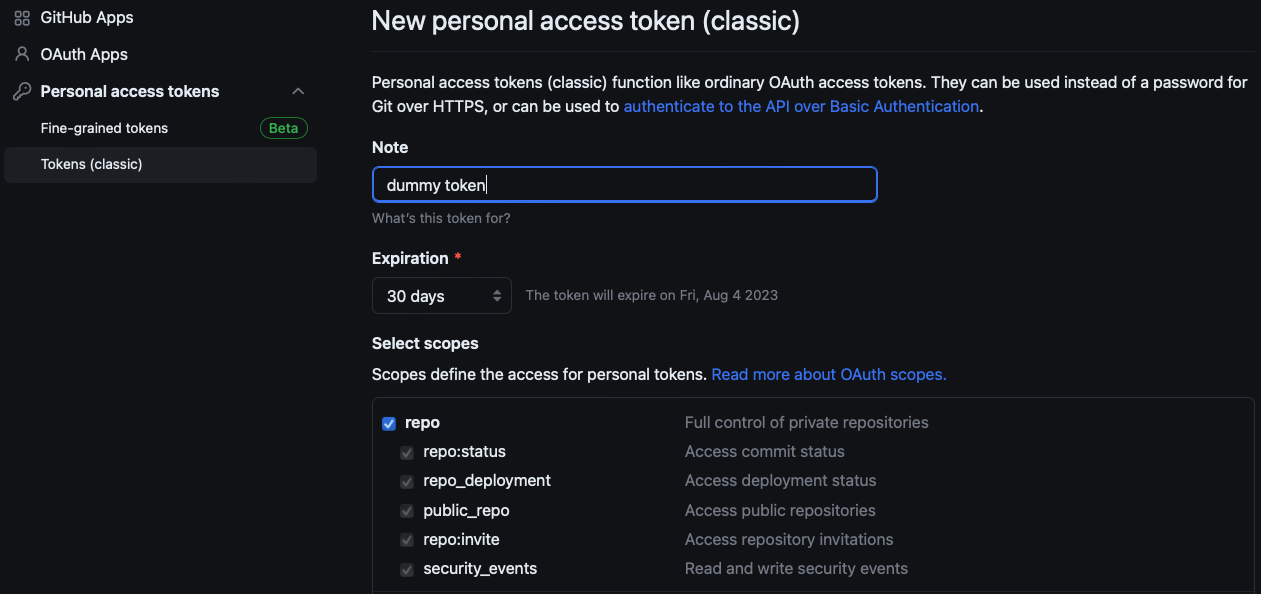 GitHub Apps
OAuth Apps
Personal access tokens
Fine-grained tokens Beta
Tokens (classic)
New personal access token (classic)
Personal access tokens (classic) function like ordinary OAuth access tokens. They can be used instead of a password for
Git over HTTPS, or can be used to authenticate to the API over Basic Authentication.
Note
dummy token
What's this token for?
Expiration *
30 days The token will expire on Fri, Aug 4 2023
Select scopes
Scopes define the access for personal tokens. Read more about OAuth scopes.
repo Full control of private repositories
repo:status Access commit status
repo_deployment Access deployment status
public_repo Access public repositories
repo:invite Access repository invitations
security_events Read and write security events